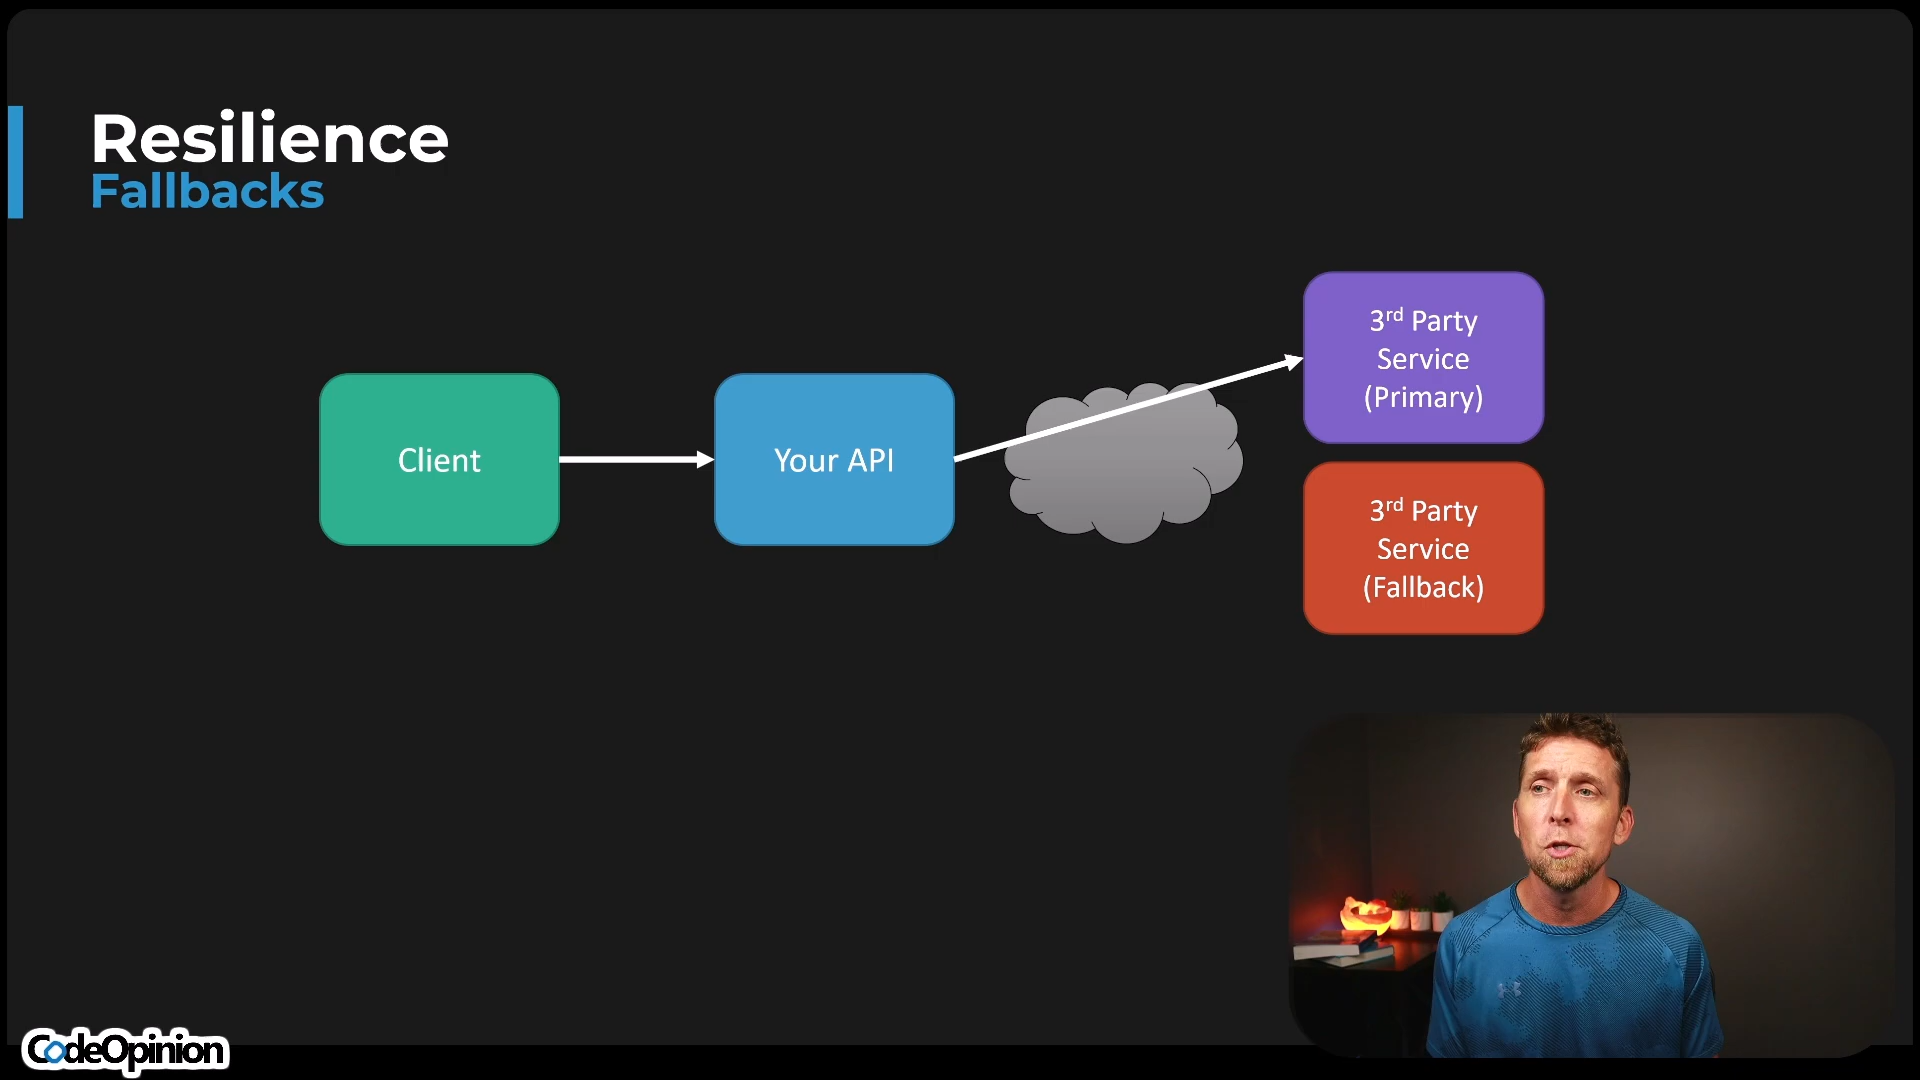 Resilience
Fallbacks
Client
Your API
3rd Party
Service
(Primary)
3rd Party
Service
(Fallback)
CodeOpinion